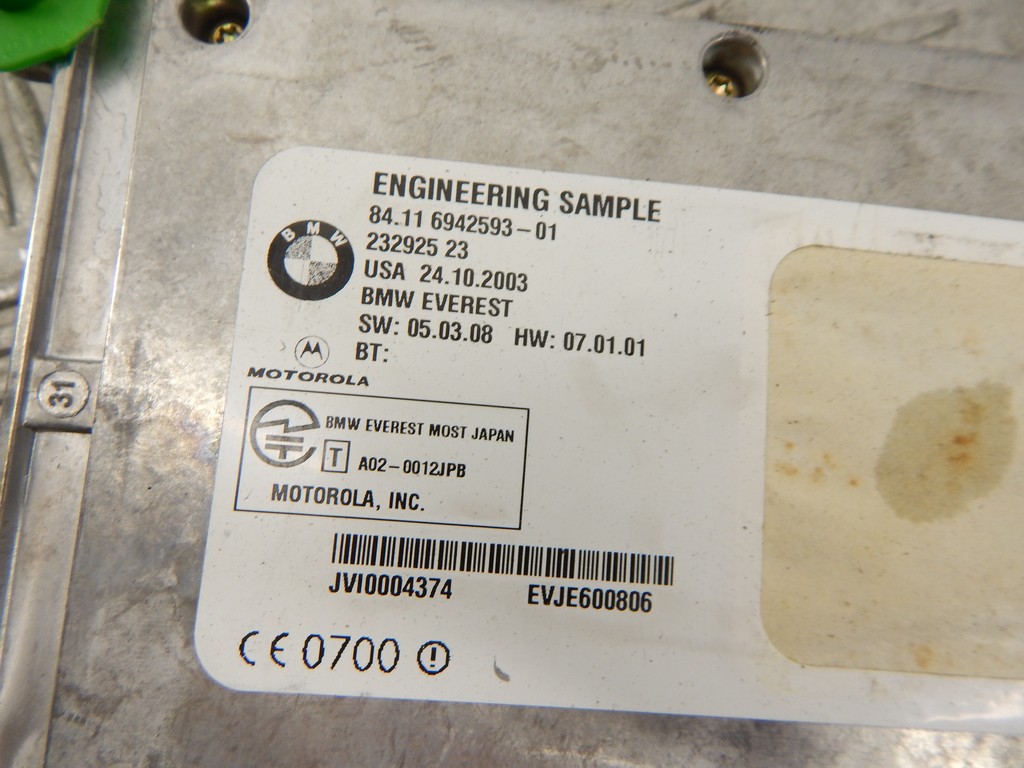 ENGINEERING SAMPLE
84.11 6942593-01
232925 23
USA 24.10.2003
BMW EVEREST
SW: 05.03.08 HW: 07.01.01
BT:
BMW
MOTOROLA
BMW EVEREST MOST JAPAN
T A02-0012JPB
MOTOROLA, INC.
JVI0004374 EVJE600806
CE 0700
31